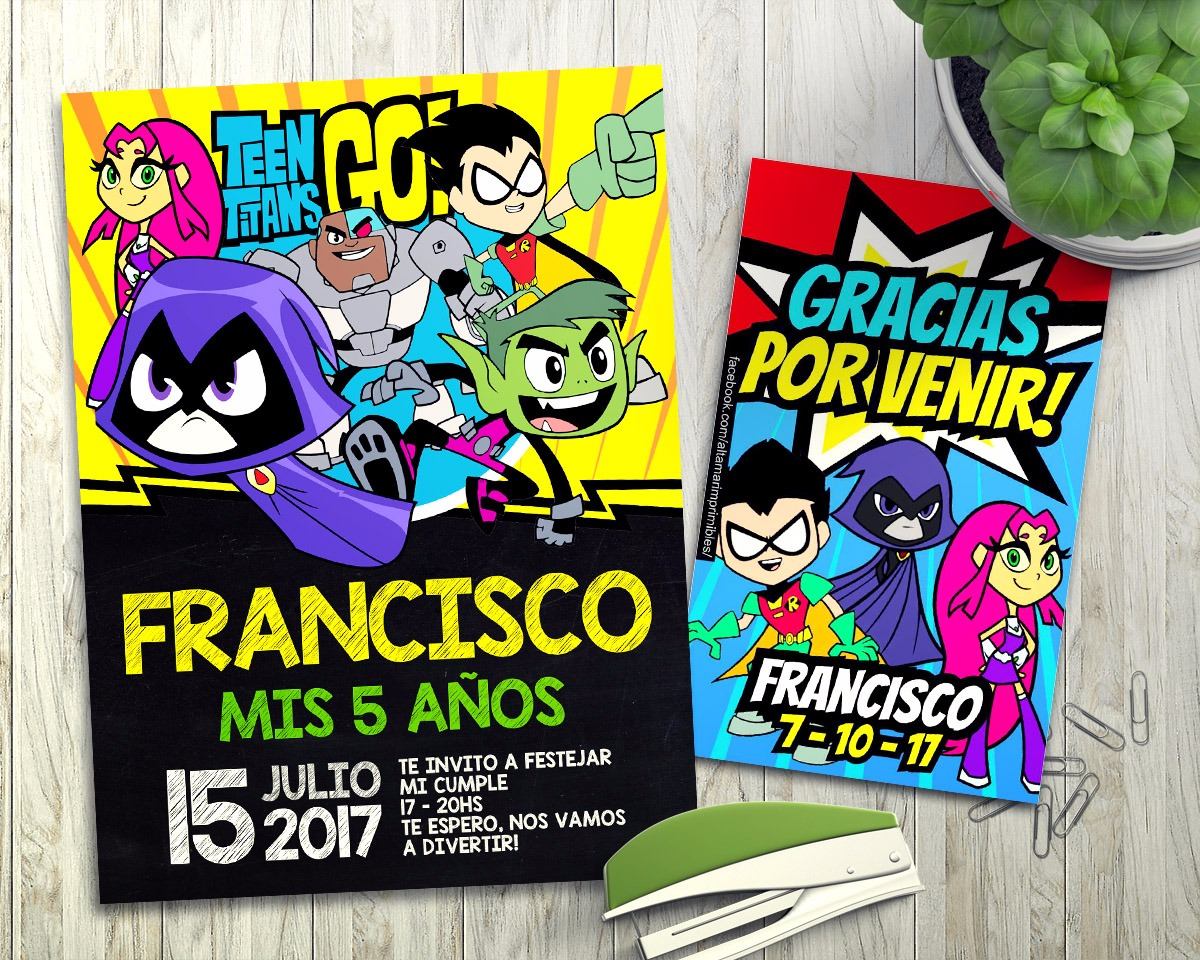 TEEN
TITANS
GO!
R
FRANCISCO
MIS 5 AÑOS
15 JULIO
2017
TE INVITO A FESTEJAR
MI CUMPLE
17 - 20HS
TE ESPERO, NOS VAMOS
A DIVERTIR!
GRACIAS
POR VENIR!
facebook.com/altamarimprimibles/
R
FRANCISCO
7 - 10 - 17